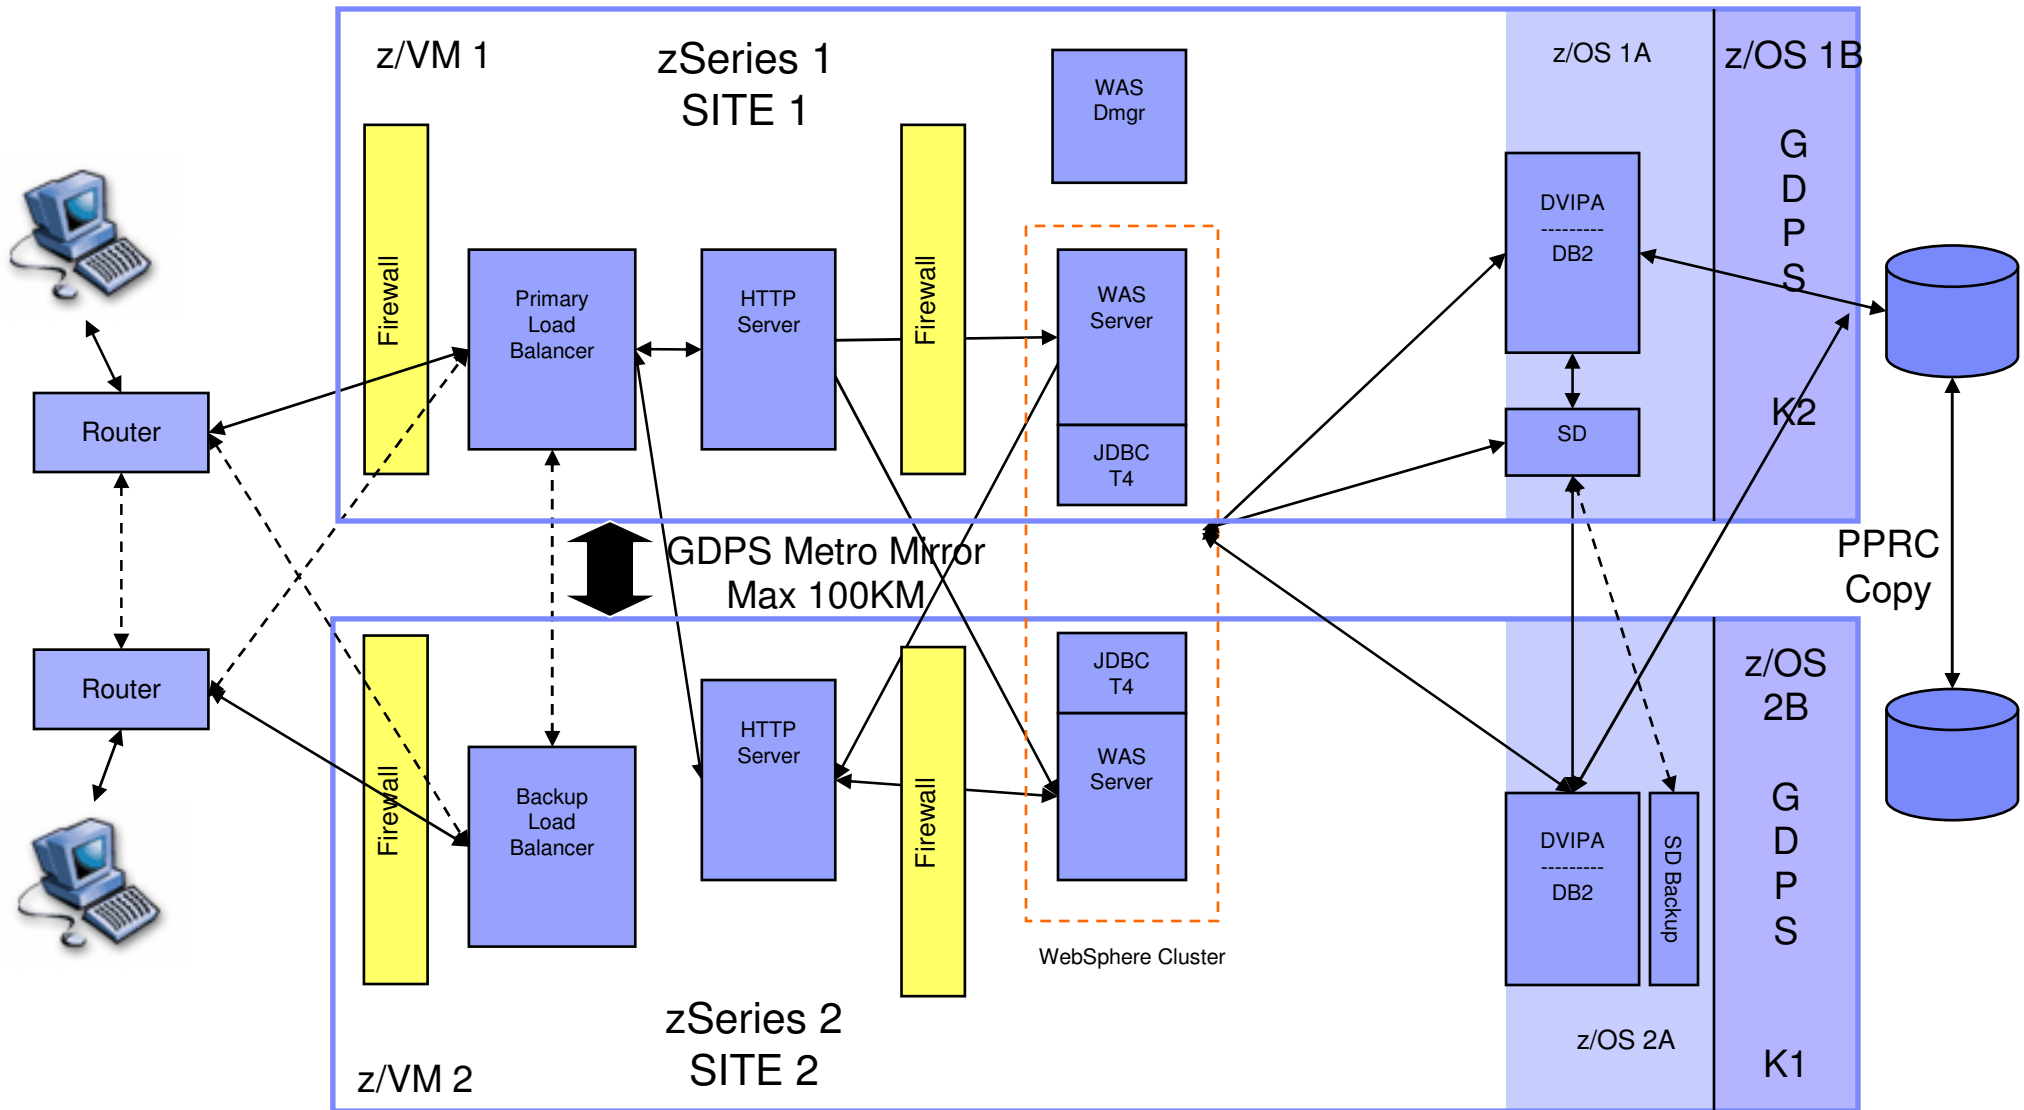 z/VM 1
zSeries 1
SITE 1
WAS
Dmgr
z/OS 1A
z/OS 1B
G
D
P
S
K2
Firewall
Primary
Load
Balancer
HTTP
Server
Firewall
WAS
Server
JDBC
T4
DVIPA
---------
DB2
SD
Router
Router
GDPS Metro Mirror
Max 100KM
PPRC
Copy
Firewall
Backup
Load
Balancer
HTTP
Server
Firewall
JDBC
T4
WAS
Server
WebSphere Cluster
DVIPA
---------
DB2
SD Backup
z/OS
2B
G
D
P
S
K1
z/OS 2A
zSeries 2
SITE 2
z/VM 2